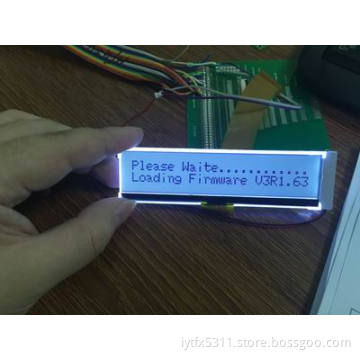 Please Waite............
Loading Firmware V3R1.63
iytfx5311.store.bossgoo.com